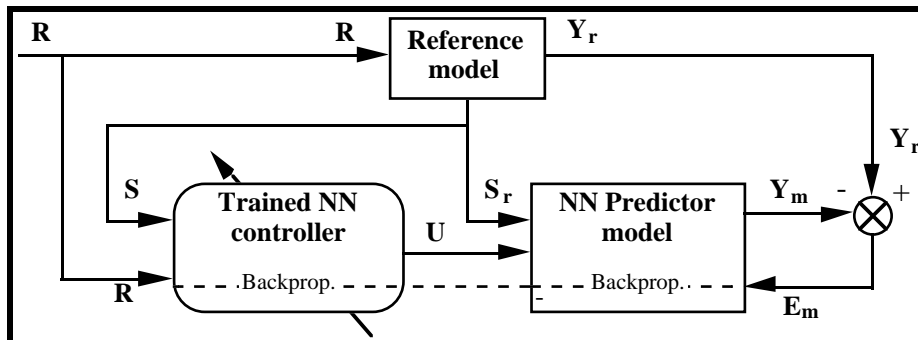 R
R
Reference
model
Yr
Yr
S
Trained NN
controller
U
Sr
NN Predictor
model
Ym
-
+
R
Backprop.
-
Backprop.
Em